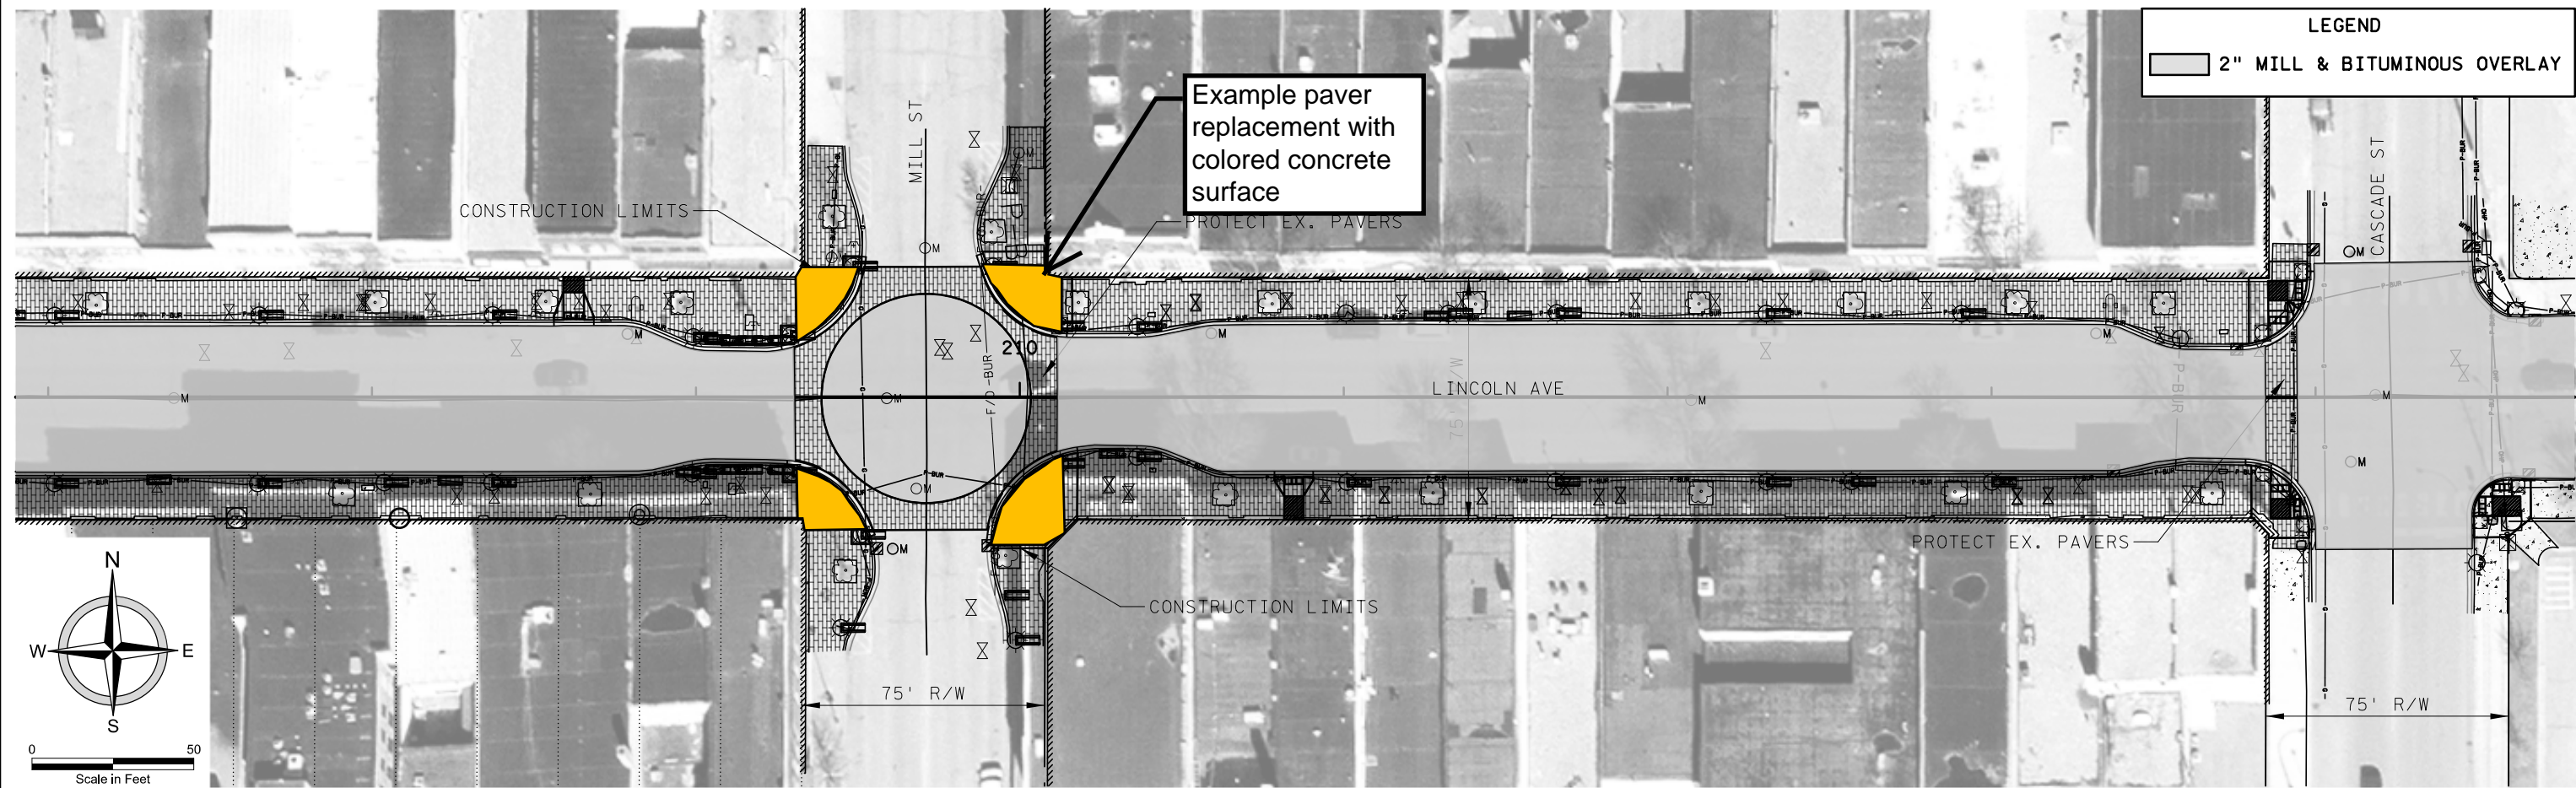 LEGEND
2" MILL & BITUMINOUS OVERLAY
Example paver
replacement with
colored concrete
surface
MILL ST
CASCADE ST
CONSTRUCTION LIMITS
PROTECT EX. PAVERS
M
M
M
M
M
M
210
75' R/W
LINCOLN AVE
F/O-BUR
P-BUR
M
M
M
M
M
M
P-BUR
M
PROTECT EX. PAVERS
CONSTRUCTION LIMITS
75' R/W
75' R/W
N
W
E
S
0 50
Scale in Feet